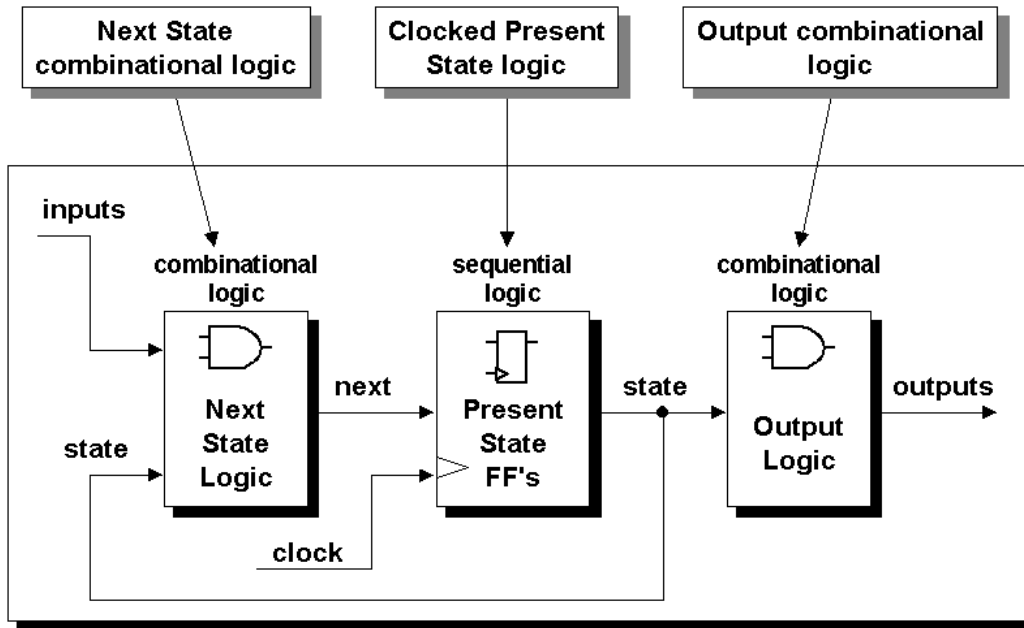 Next State
combinational logic
Clocked Present
State logic
Output combinational
logic
inputs
combinational
logic
sequential
logic
combinational
logic
next
state
outputs
Next
State
Logic
Present
State
FF's
Output
Logic
state
clock